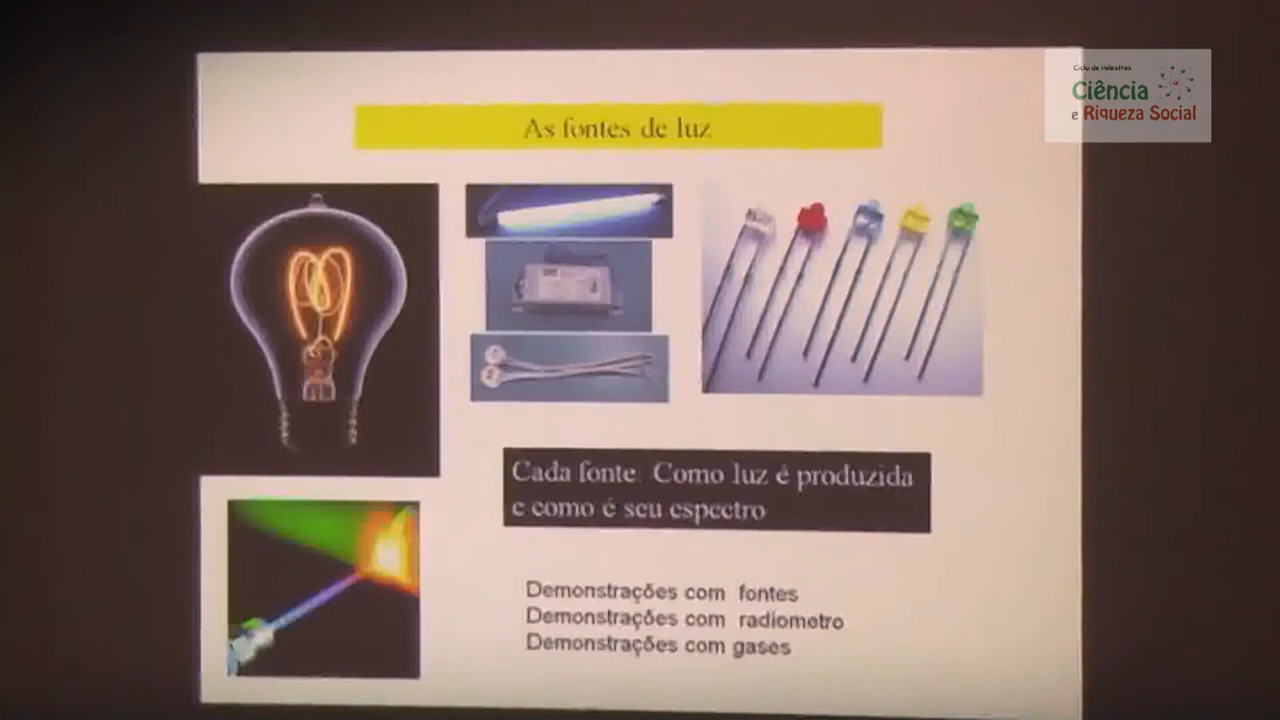 As fontes de luz
Ciclo de palestras
Ciência
e Riqueza Social
Cada fonte: Como luz é produzida
e como é seu espectro
Demonstrações com fontes
Demonstrações com radiometro
Demonstrações com gases